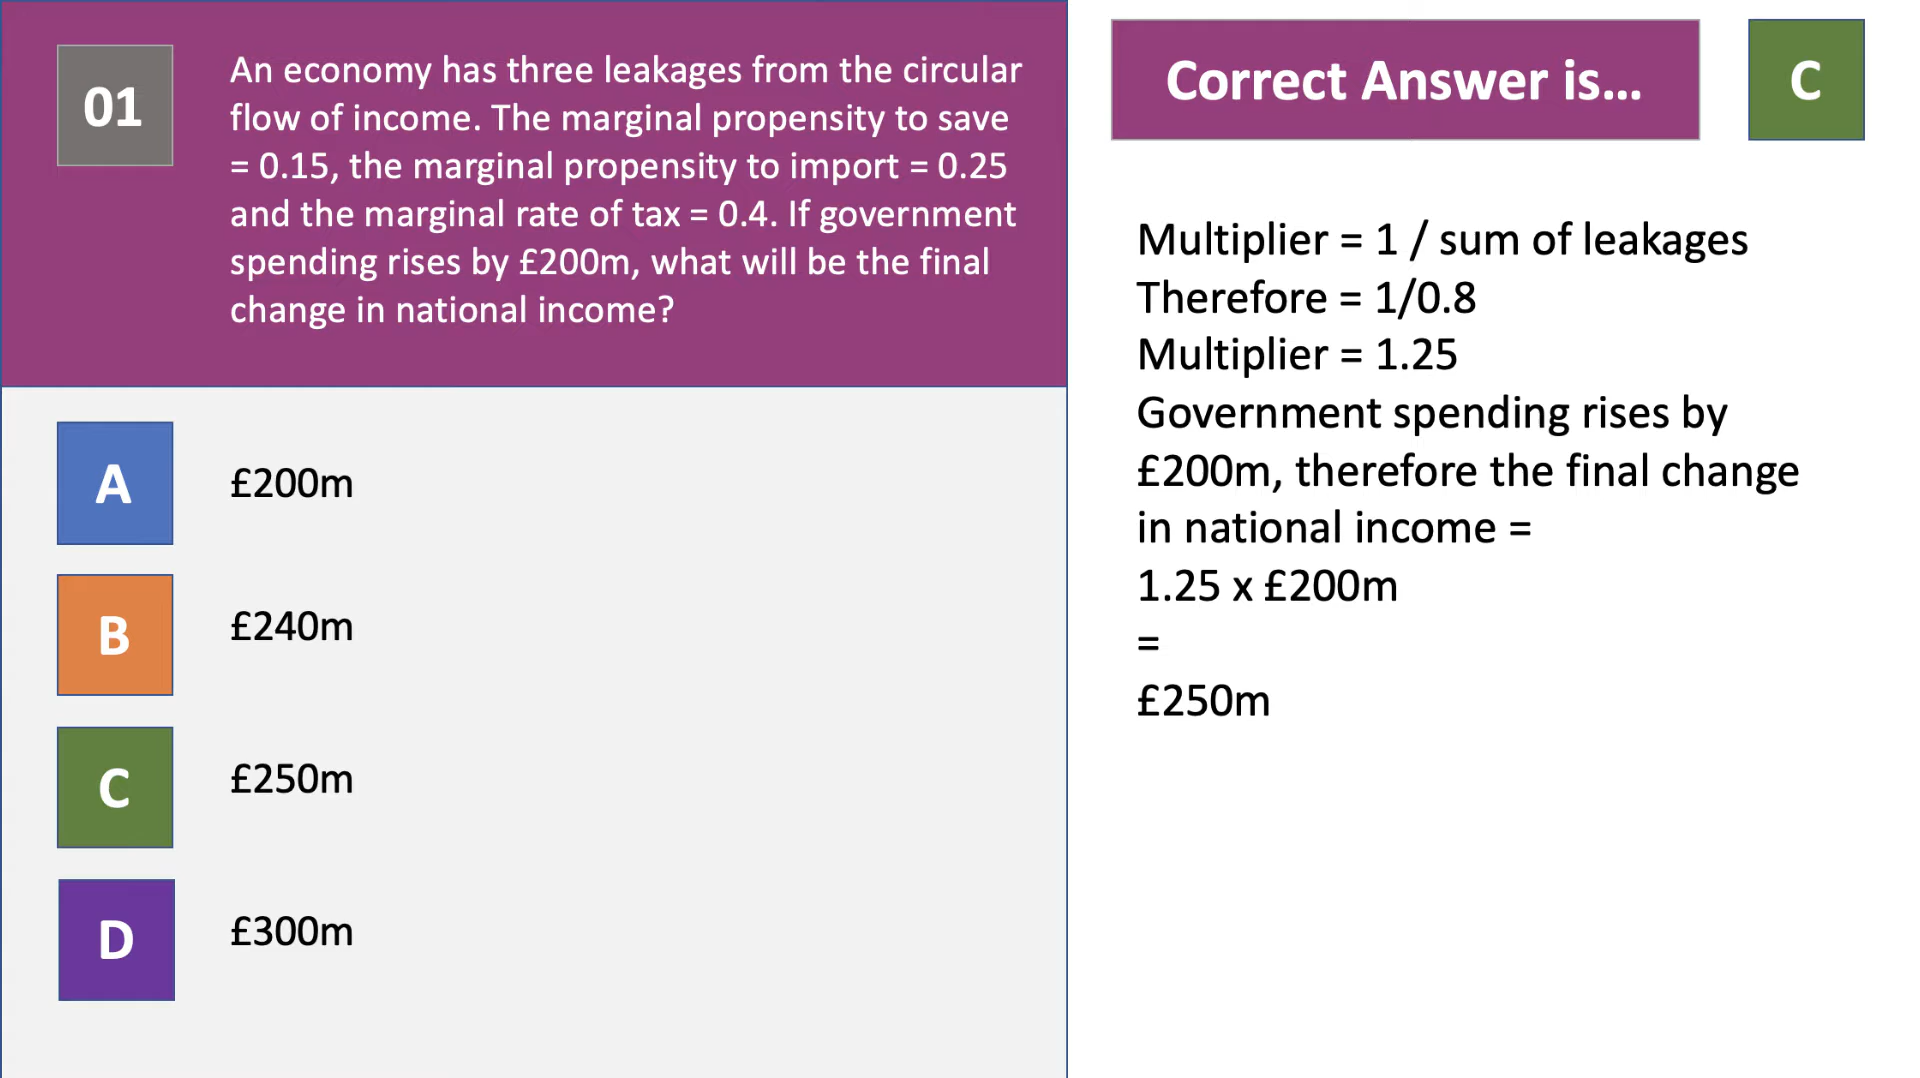 01
An economy has three leakages from the circular
flow of income. The marginal propensity to save
= 0.15, the marginal propensity to import = 0.25
and the marginal rate of tax = 0.4. If government
spending rises by £200m, what will be the final
change in national income?
A
£200m
B
£240m
C
£250m
D
£300m
Correct Answer is...
C
Multiplier = 1 / sum of leakages
Therefore = 1/0.8
Multiplier = 1.25
Government spending rises by
£200m, therefore the final change
in national income =
1.25 x £200m
=
£250m